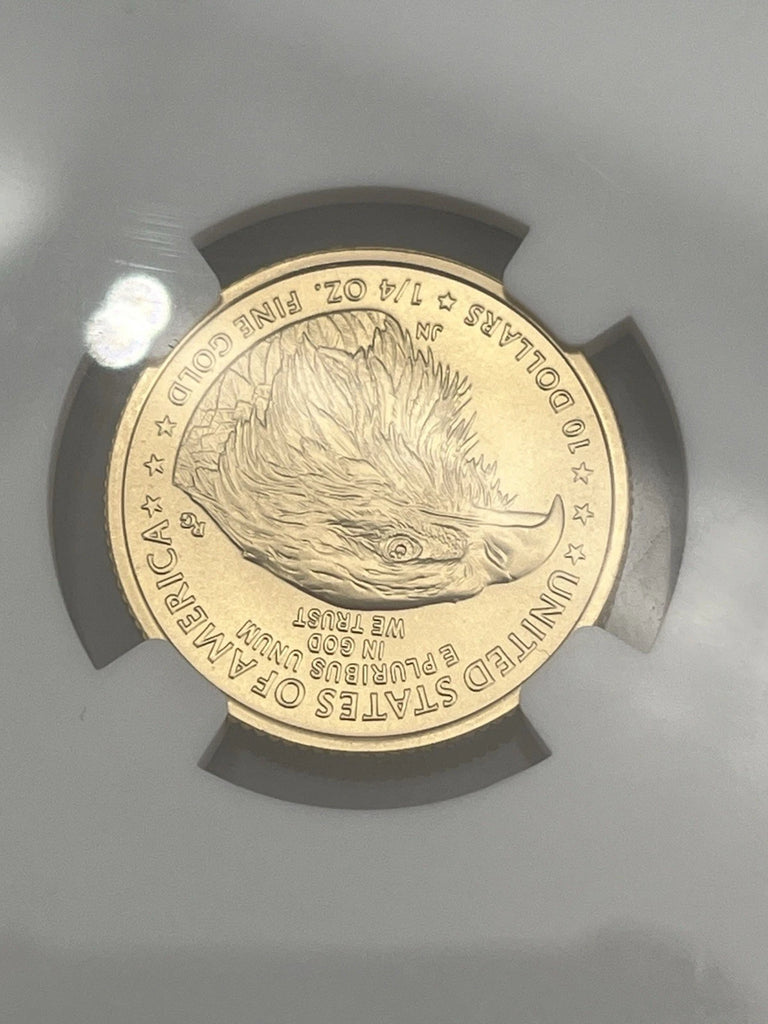 UNITED STATES OF AMERICA
E PLURIBUS UNUM
IN GOD
WE TRUST
JN
RG
10 DOLLARS ★ 1/4 OZ. FINE GOLD